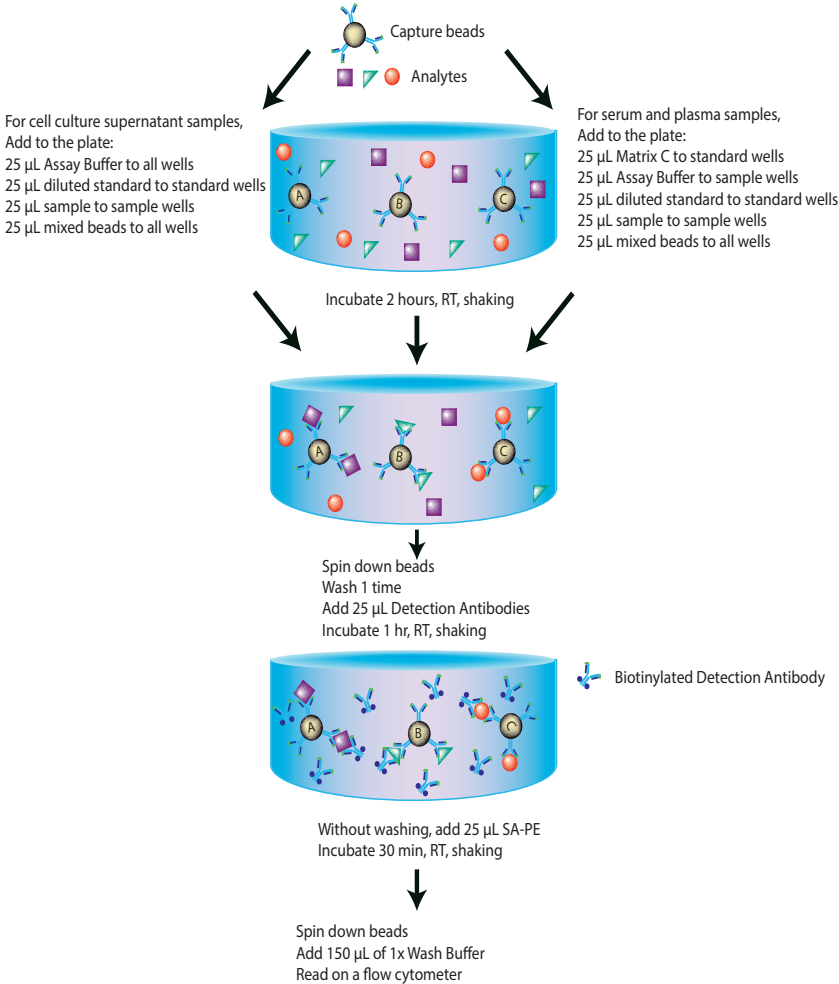 Capture beads
Analytes
For cell culture supernatant samples,
Add to the plate:
25 µL Assay Buffer to all wells
25 µL diluted standard to standard wells
25 µL sample to sample wells
25 µL mixed beads to all wells
For serum and plasma samples,
Add to the plate:
25 µL Matrix C to standard wells
25 µL Assay Buffer to sample wells
25 µL diluted standard to standard wells
25 µL sample to sample wells
25 µL mixed beads to all wells
A
B
C
Incubate 2 hours, RT, shaking
A
B
C
Spin down beads
Wash 1 time
Add 25 µL Detection Antibodies
Incubate 1 hr, RT, shaking
Biotinylated Detection Antibody
A
B
C
Without washing, add 25 µL SA-PE
Incubate 30 min, RT, shaking
Spin down beads
Add 150 µL of 1x Wash Buffer
Read on a flow cytometer